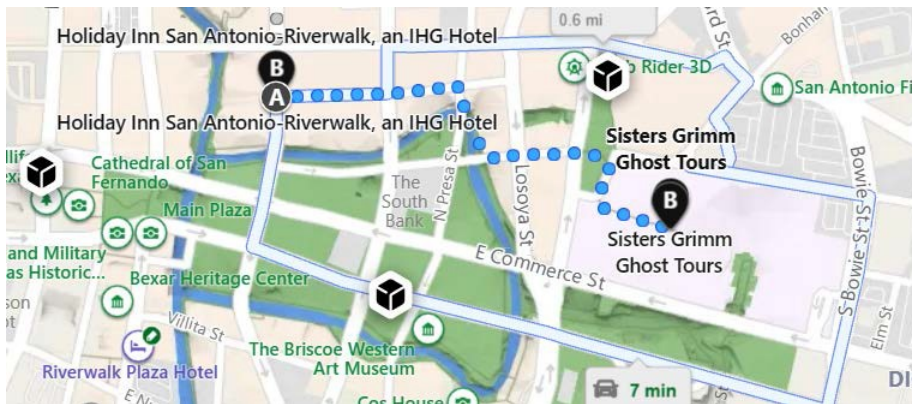 0.6 mi
Bonham
Holiday Inn San Antonio-Riverwalk, an IHG Hotel
B
Rider 3D
A
San Antonio Fi
Holiday Inn San Antonio-Riverwalk, an IHG Hotel
Sisters Grimm
Ghost Tours
Cathedral of San
Fernando
Bowie St
The
South
Bank
N Presa St
Losoya St
B
Main Plaza
Sisters Grimm
Ghost Tours
and Military
as Historic...
E Commerce St
Bexar Heritage Center
S Bowie St
Villita St
Elm St
The Briscoe Western
Art Museum
Riverwalk Plaza Hotel
7 min
Cos House